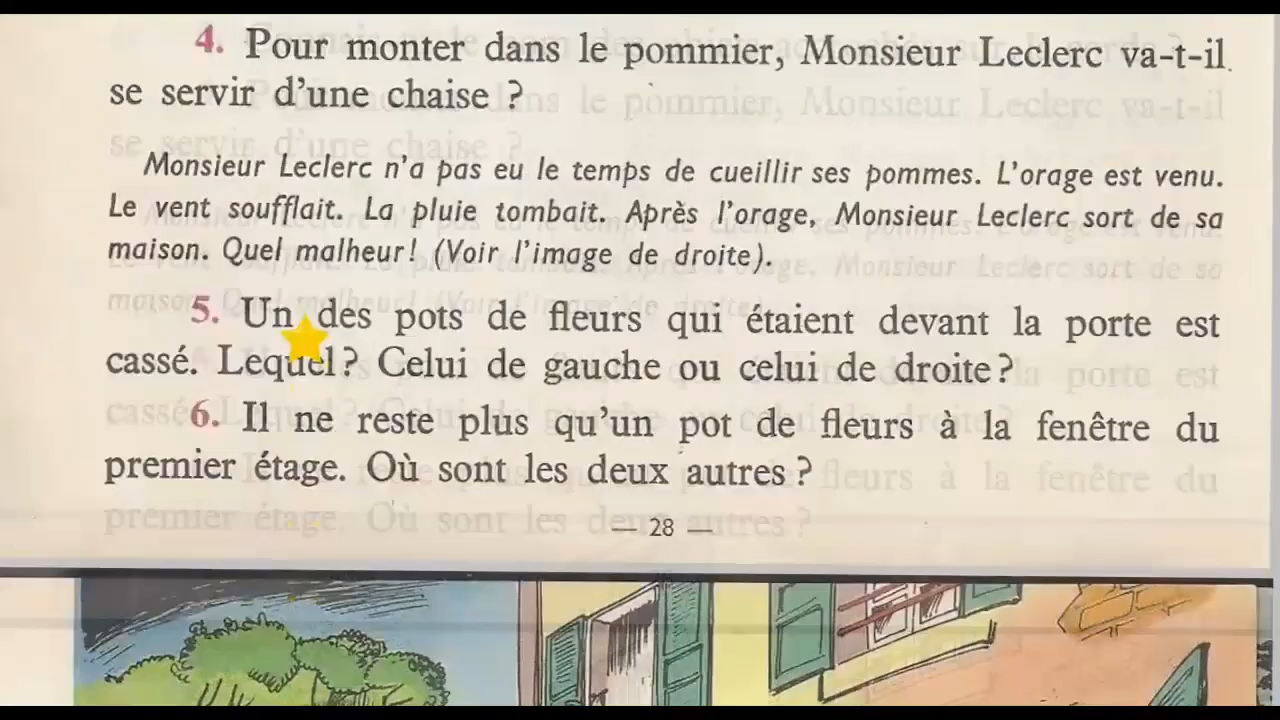 4. Pour monter dans le pommier, Monsieur Leclerc va-t-il
se servir d'une chaise ?
Monsieur Leclerc n'a pas eu le temps de cueillir ses pommes. L'orage est venu.
Le vent soufflait. La pluie tombait. Après l'orage, Monsieur Leclerc sort de sa
maison. Quel malheur! (Voir l'image de droite).
5. Un des pots de fleurs qui étaient devant la porte est
cassé. Lequel? Celui de gauche ou celui de droite?
6. Il ne reste plus qu'un pot de fleurs à la fenêtre du
premier étage. Où sont les deux autres ?
— 28 —